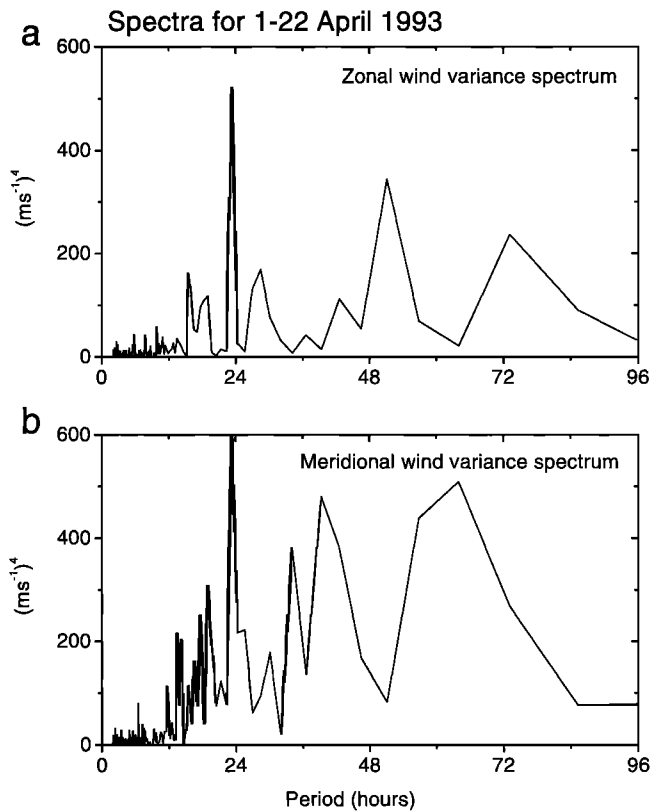 Spectra for 1-22 April 1993
a
Zonal wind variance spectrum
600
400
200
0
(ms⁻¹)⁴
0 24 48 72 96
b
Meridional wind variance spectrum
600
400
200
0
(ms⁻¹)⁴
0 24 48 72 96
Period (hours)